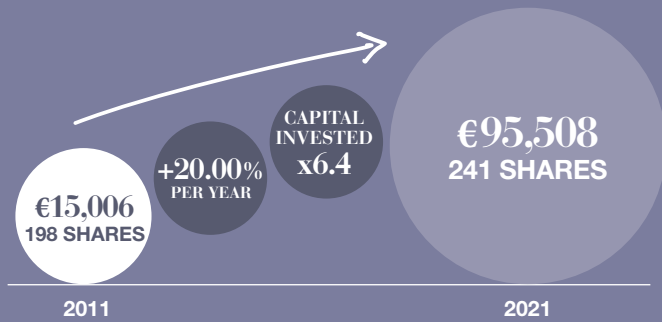 €15,006
198 SHARES
+20.00%
PER YEAR
CAPITAL
INVESTED
x6.4
€95,508
241 SHARES
2011
2021